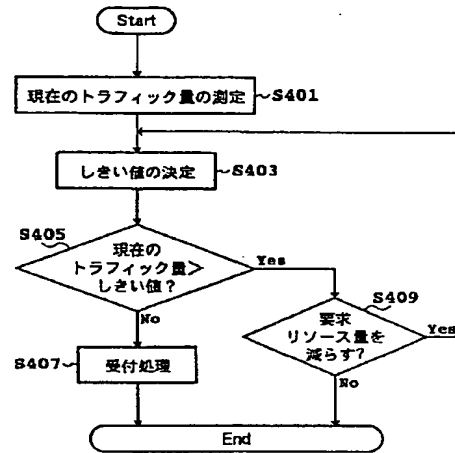 Start
現在のトラフィック量の測定
S401
しきい値の決定
S403
S405
現在の
トラフィック量>
しきい値?
Yes
No
S409
要求
リソース量を
減らす?
Yes
No
S407
受付処理
End